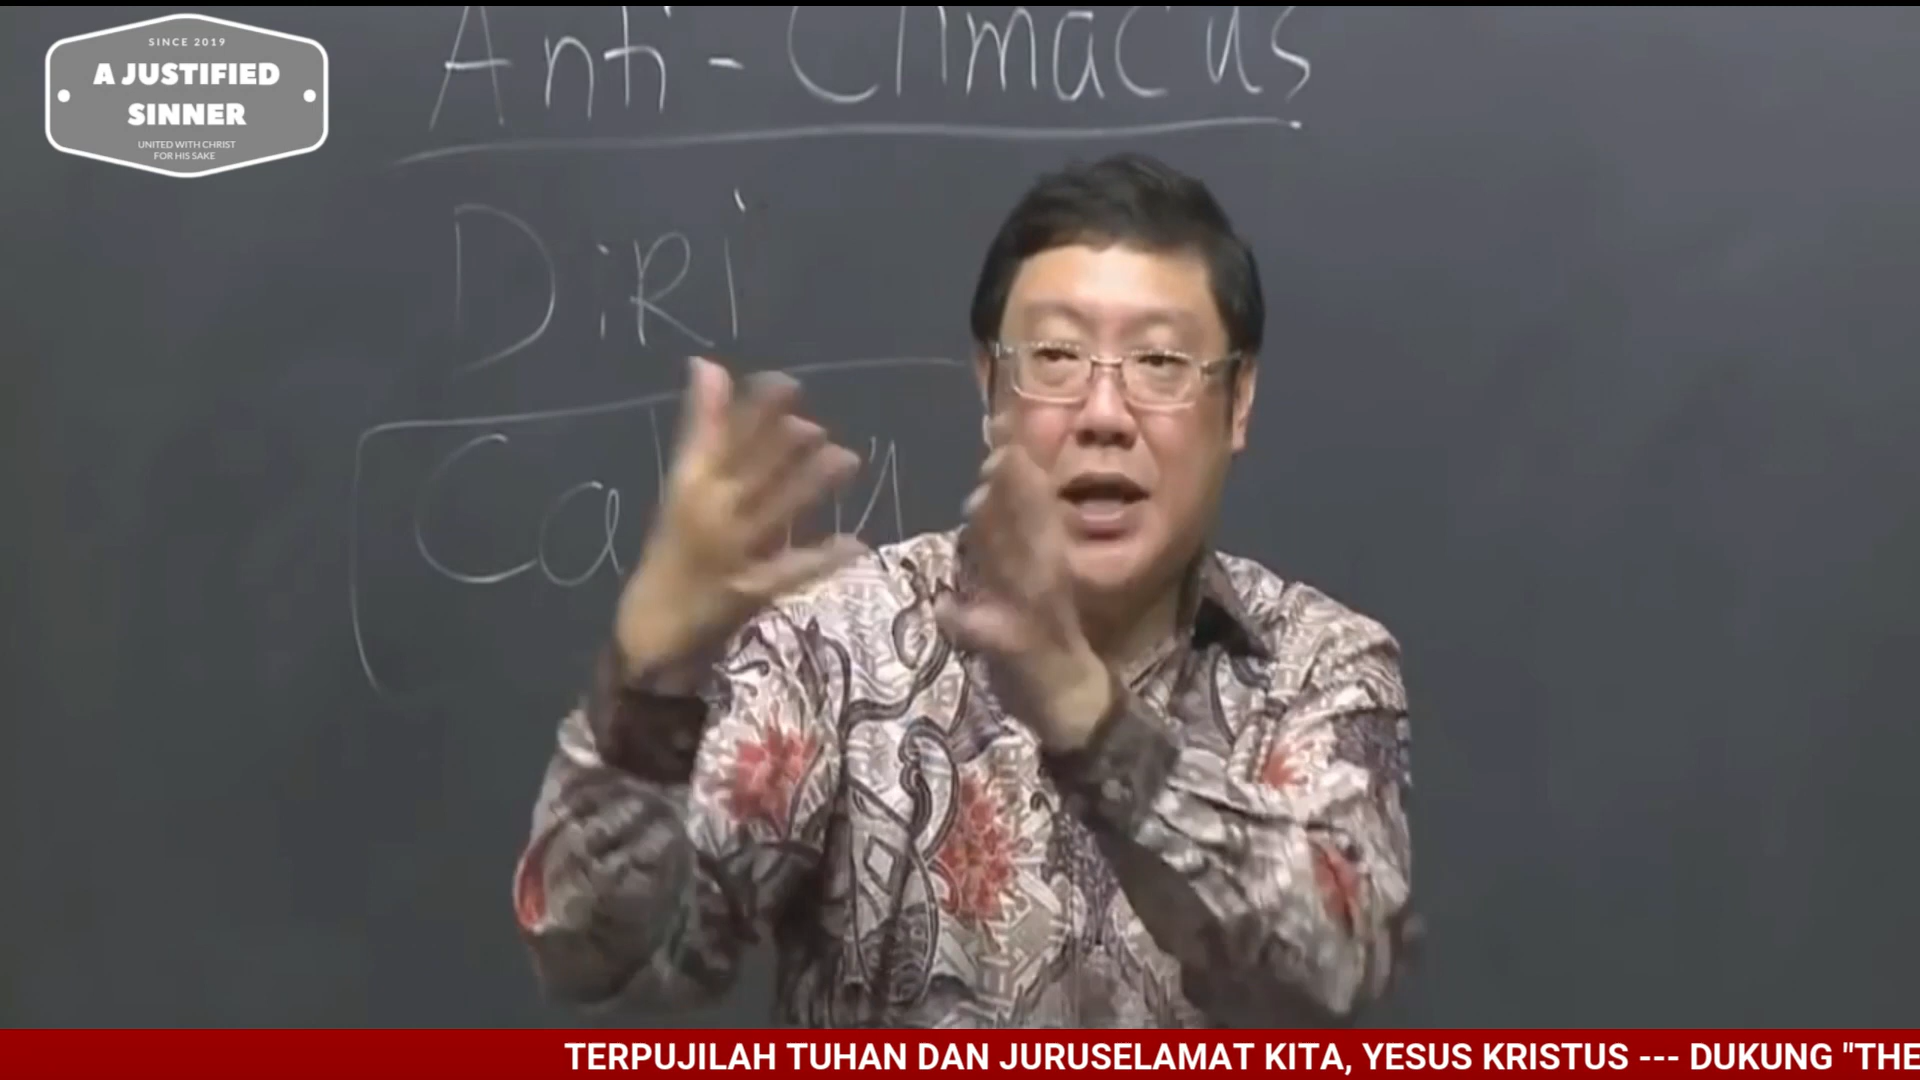 SINCE 2019
A JUSTIFIED
SINNER
UNITED WITH CHRIST
FOR HIS SAKE
Anti-Climacus
DiRi
TERPUJILAH TUHAN DAN JURUSELAMAT KITA, YESUS KRISTUS --- DUKUNG "THE